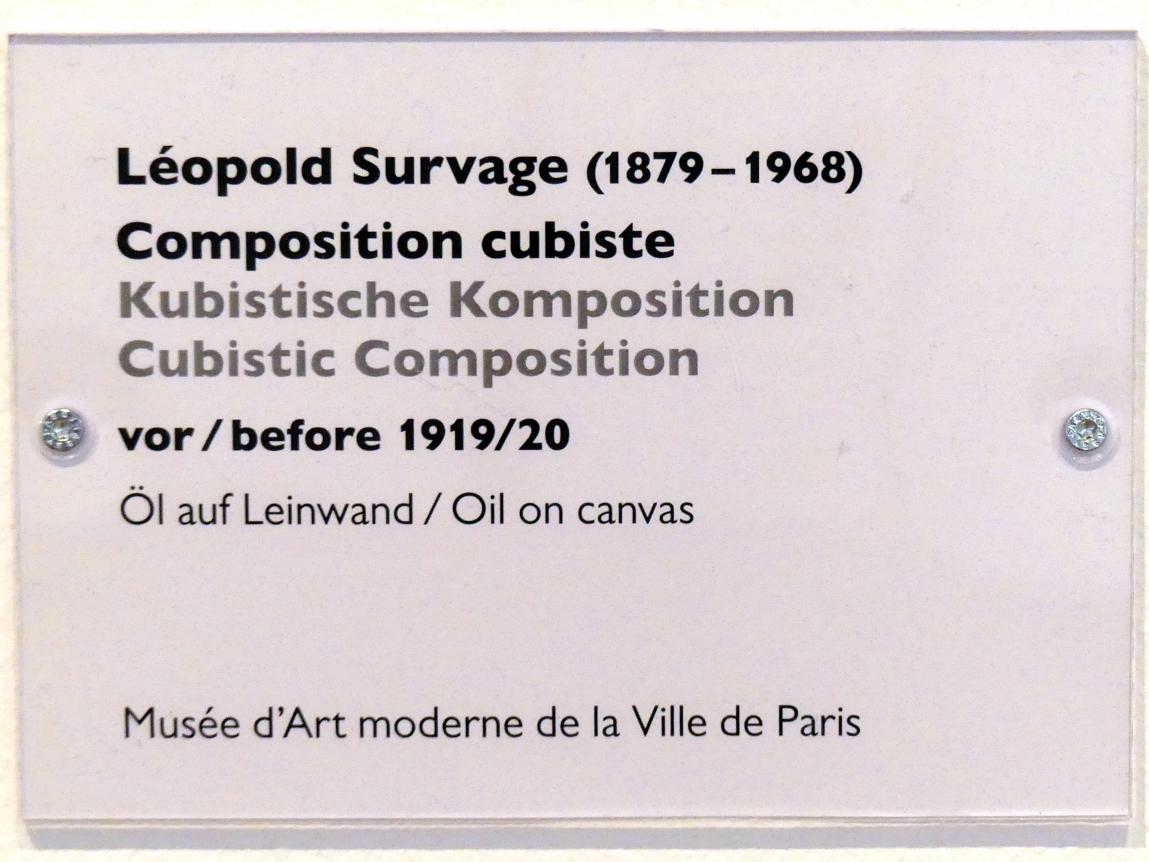 Léopold Survage (1879–1968)
Composition cubiste
Kubistische Komposition
Cubistic Composition
vor / before 1919/20
Öl auf Leinwand / Oil on canvas
Musée d’Art moderne de la Ville de Paris